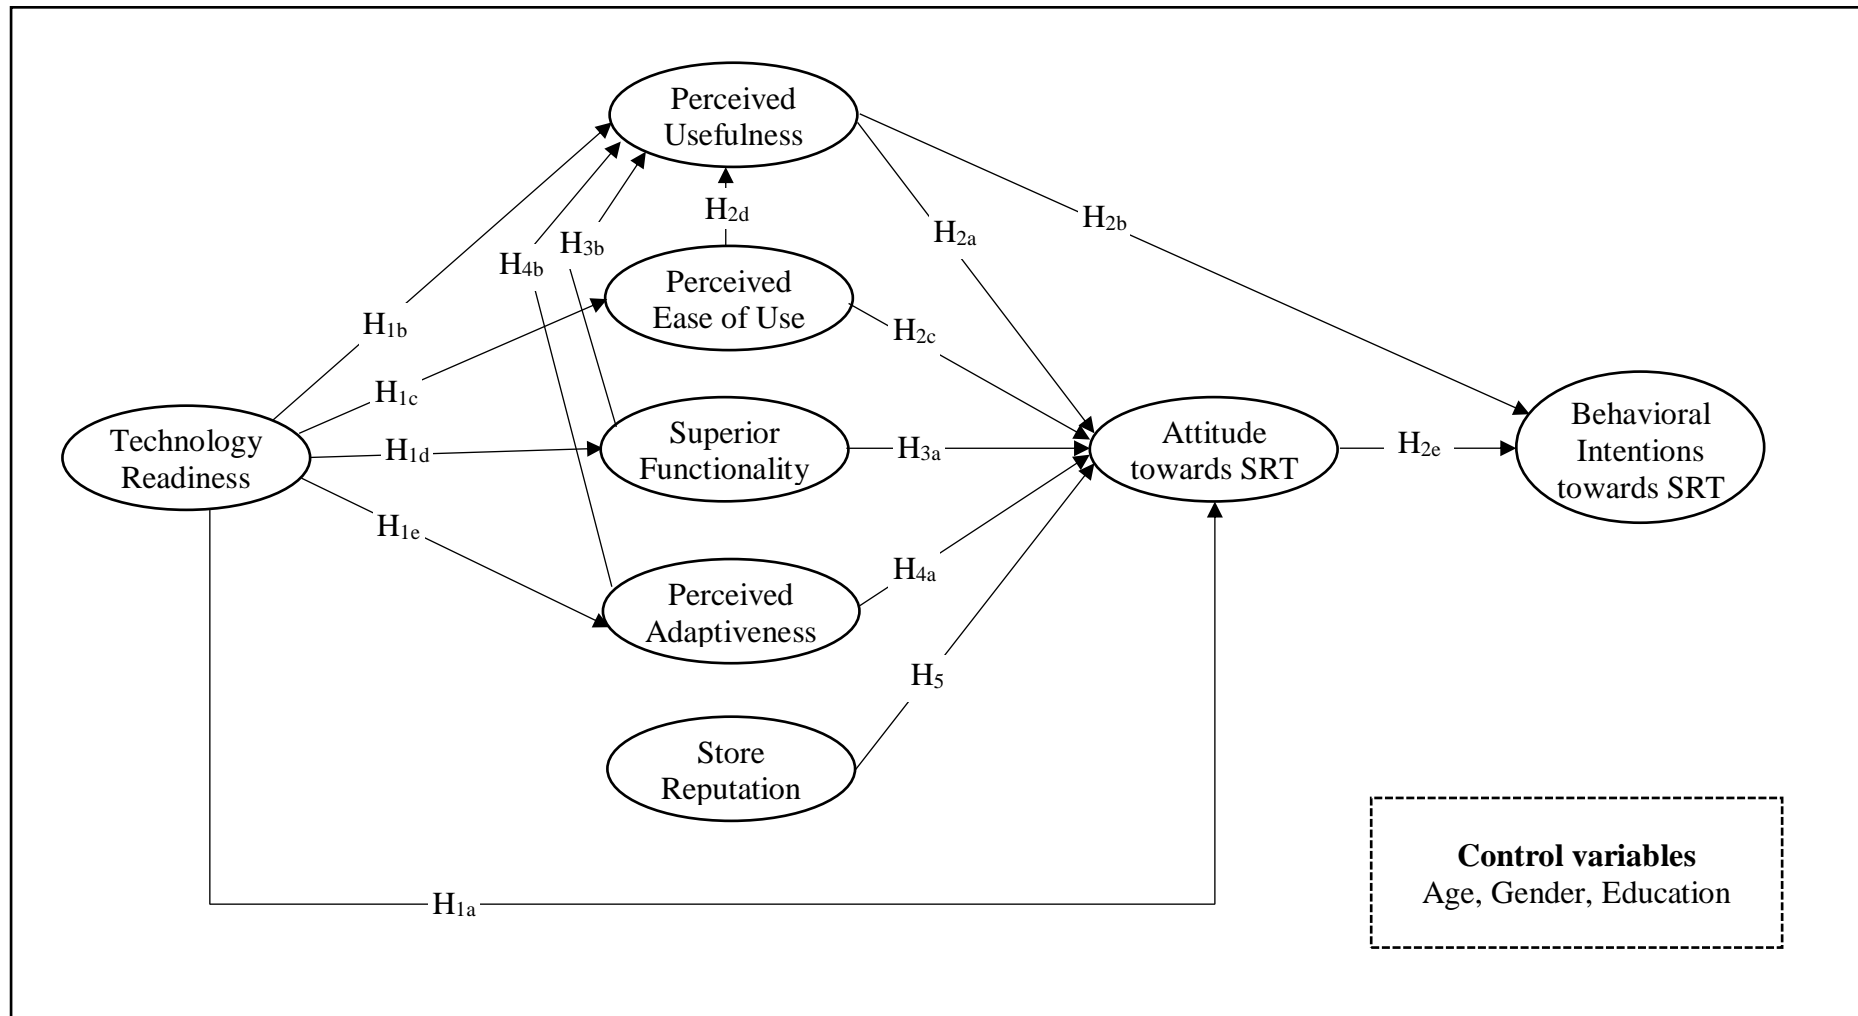 Perceived
Usefulness
H2d
H2b
H2a
H3b
H4b
Perceived
Ease of Use
H1b
H2c
H1c
Technology
Readiness
H1d
Superior
Functionality
H3a
Attitude
towards SRT
H2e
Behavioral
Intentions
towards SRT
H1e
H4a
Perceived
Adaptiveness
H5
Store
Reputation
H1a
Control variables
Age, Gender, Education